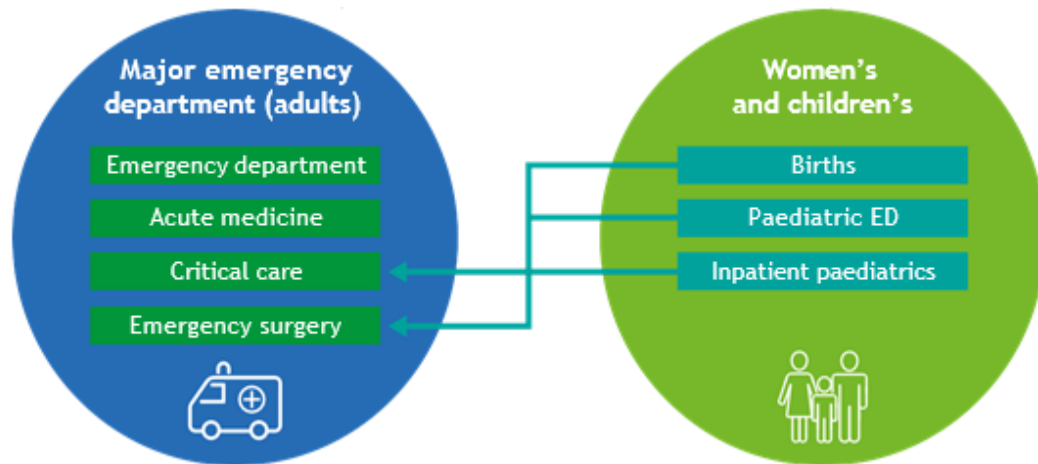 Major emergency
department (adults)
Emergency department
Acute medicine
Critical care
Emergency surgery
Women's
and children's
Births
Paediatric ED
Inpatient paediatrics